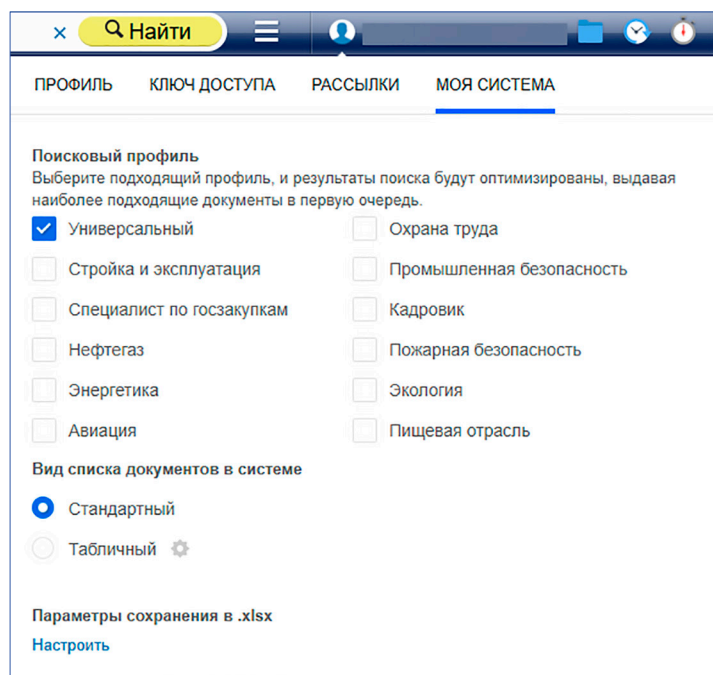 Найти
ПРОФИЛЬ КЛЮЧ ДОСТУПА РАССЫЛКИ МОЯ СИСТЕМА
Поисковый профиль
Выберите подходящий профиль, и результаты поиска будут оптимизированы, выдавая
наиболее подходящие документы в первую очередь.
Универсальный Охрана труда
Стройка и эксплуатация Промышленная безопасность
Специалист по госзакупкам Кадровик
Нефтегаз Пожарная безопасность
Энергетика Экология
Авиация Пищевая отрасль
Вид списка документов в системе
Стандартный
Табличный
Параметры сохранения в .xlsx
Настроить